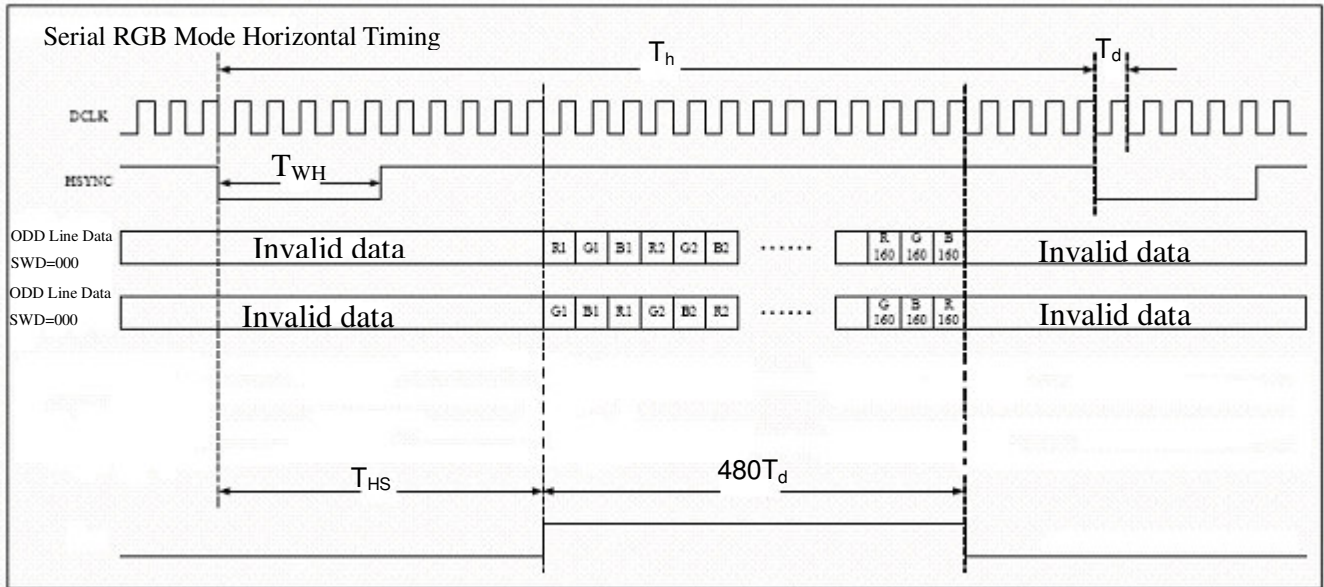 Serial RGB Mode Horizontal Timing
Th
Td
DCLK
HSYNC
TWH
ODD Line Data
SWD=000
Invalid data
R1 G1 B1 R2 G2 B2 ······ R 160 G 160 B 160
Invalid data
ODD Line Data
SWD=000
Invalid data
G1 B1 R1 G2 B2 R2 ······ G 160 B 160 R 160
Invalid data
THS
480Td